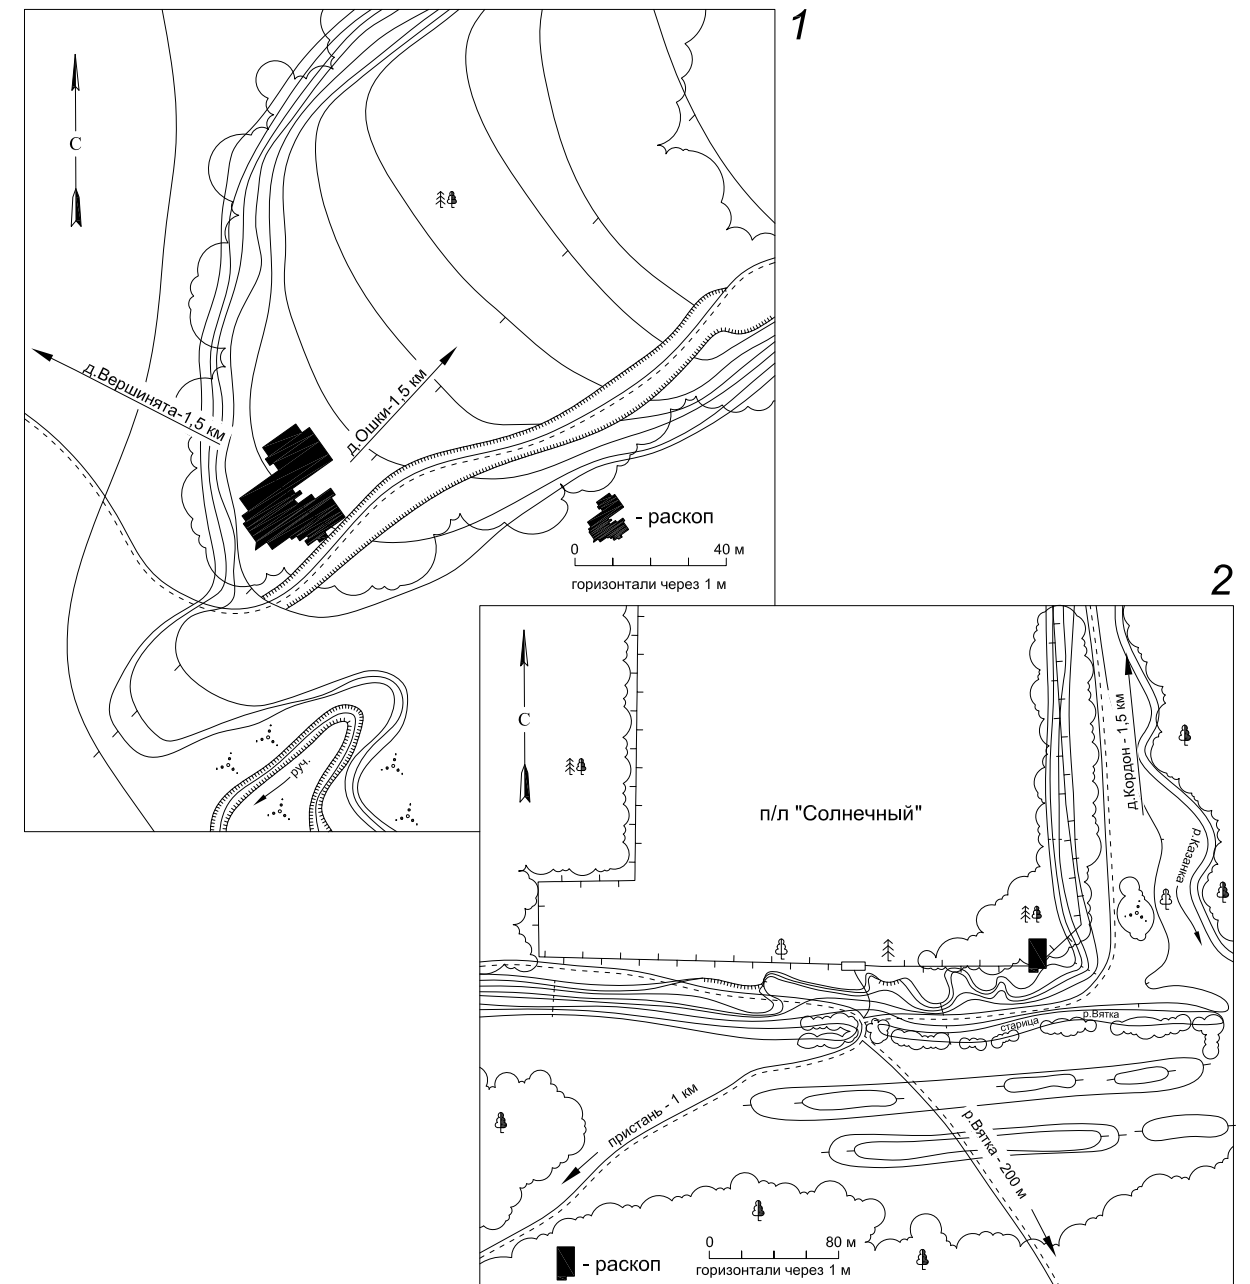 1
С
д.Вершинята-1,5 км
д.Ошки-1,5 км
- раскоп
0 40 м
горизонтали через 1 м
руч.
2
С
д.Кордон - 1,5 км
п/л "Солнечный"
р.Казанка
старица
р.Вятка
пристань - 1 км
р.Вятка - 200 м
0 80 м
- раскоп
горизонтали через 1 м